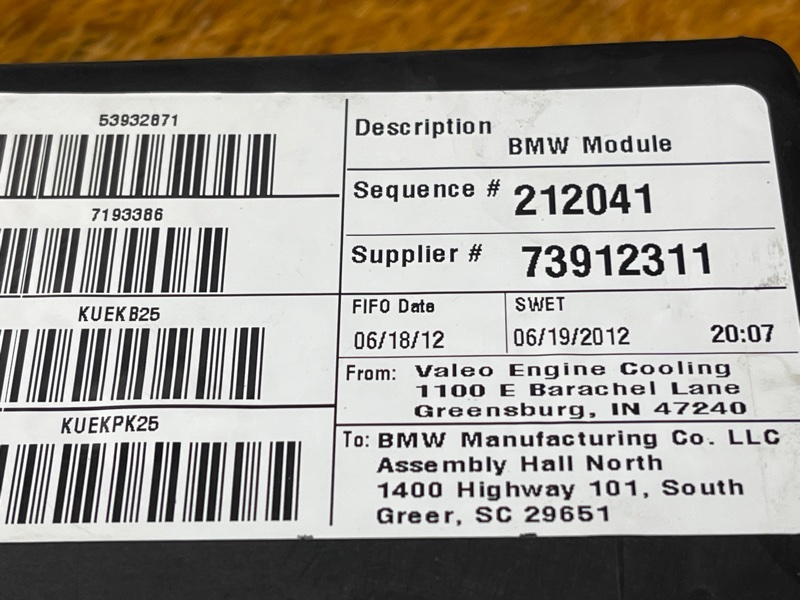 53932871
7193386
KUEKB25
KUEKPK25
Description
BMW Module
Sequence # 212041
Supplier # 73912311
FIFO Date
06/18/12
SWET
06/19/2012 20:07
From: Valeo Engine Cooling
1100 E Barachel Lane
Greensburg, IN 47240
To: BMW Manufacturing Co. LLC
Assembly Hall North
1400 Highway 101, South
Greer, SC 29651